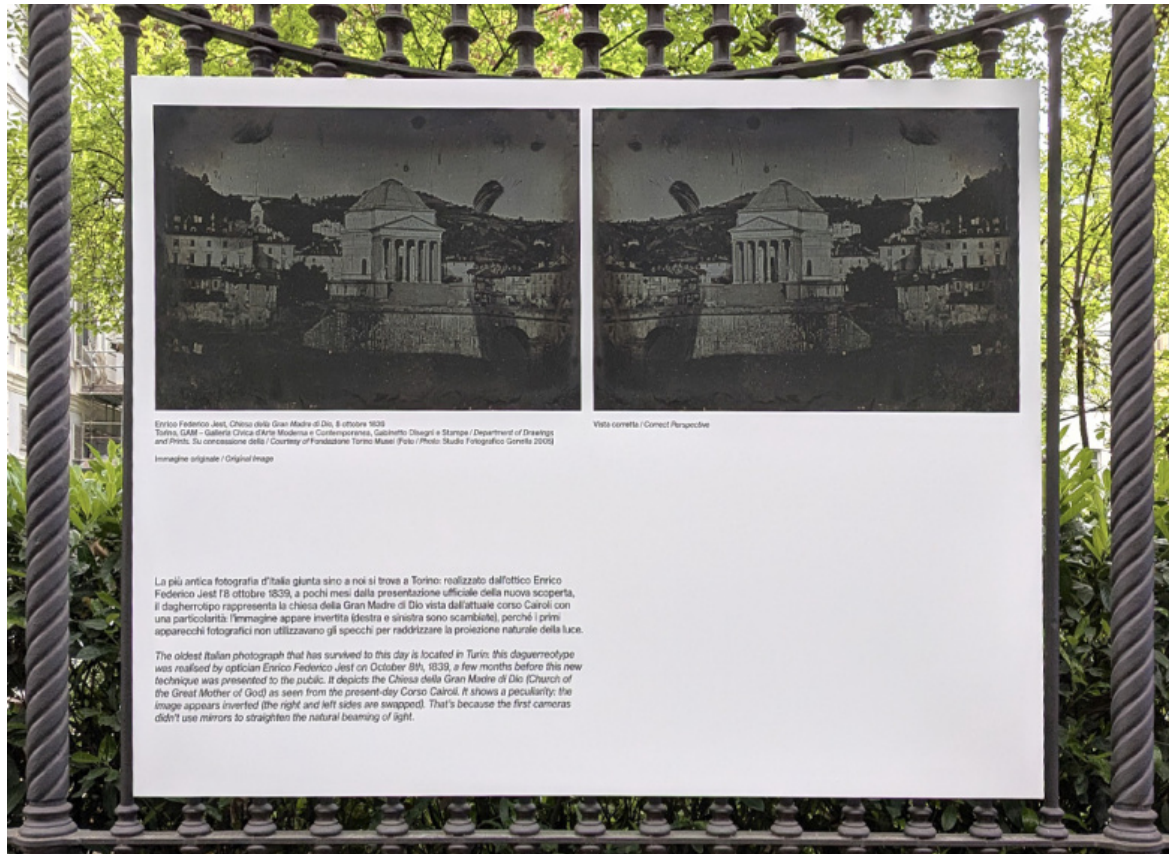 Enrico Federico Jest, Chiesa della Gran Madre di Dio, 8 ottobre 1839
Torino, GAM – Galleria Civica d'Arte Moderna e Contemporanea, Gabinetto Disegni e Stampe / Department of Drawings
and Prints. Su concessione della / Courtesy of Fondazione Torino Musei (Foto / Photo: Studio Fotografico Gonella 2005)
Immagine originale / Original Image
Vista corretta / Correct Perspective
La più antica fotografia d'Italia giunta sino a noi si trova a Torino: realizzato dall'ottico Enrico
Federico Jest l'8 ottobre 1839, a pochi mesi dalla presentazione ufficiale della nuova scoperta,
il dagherrotipo rappresenta la chiesa della Gran Madre di Dio vista dall'attuale corso Cairoli con
una particolarità: l'immagine appare invertita (destra e sinistra sono scambiate), perché i primi
apparecchi fotografici non utilizzavano gli specchi per raddrizzare la proiezione naturale della luce.
The oldest Italian photograph that has survived to this day is located in Turin: this daguerreotype
was realised by optician Enrico Federico Jest on October 8th, 1839, a few months before this new
technique was presented to the public. It depicts the Chiesa della Gran Madre di Dio (Church of
the Great Mother of God) as seen from the present-day Corso Cairoli. It shows a peculiarity: the
image appears inverted (the right and left sides are swapped). That's because the first cameras
didn't use mirrors to straighten the natural beaming of light.